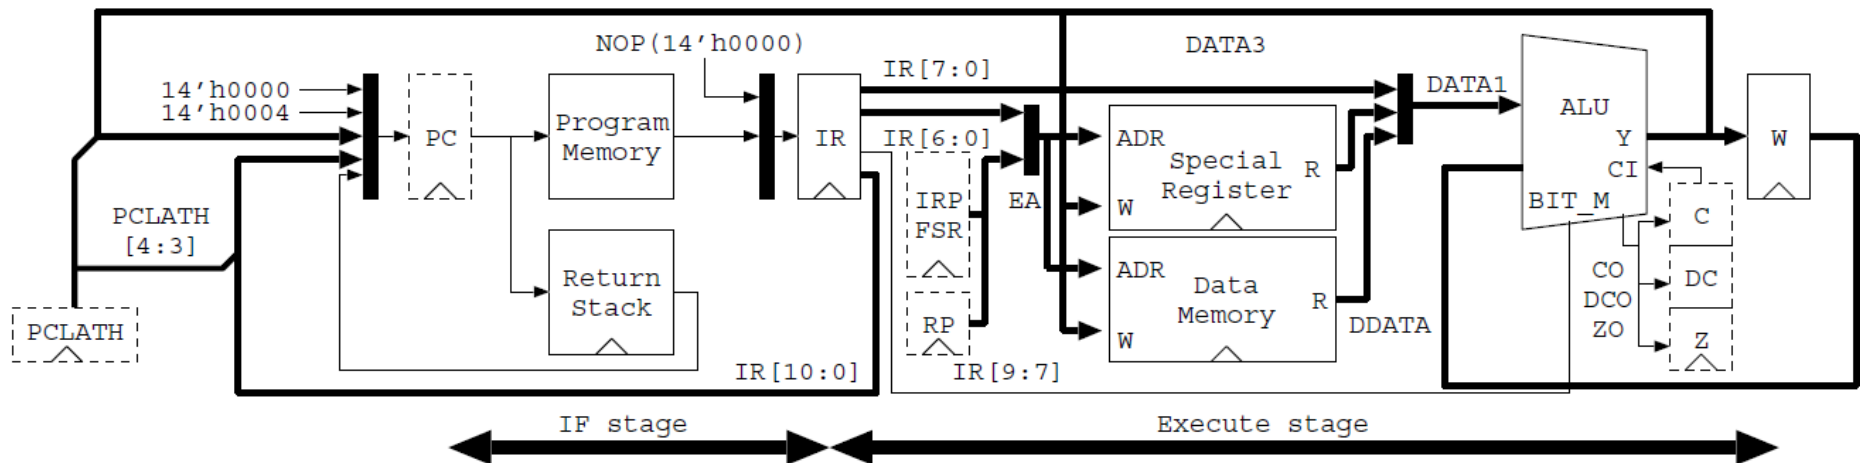 NOP(14'h0000)
DATA3
14'h0000
14'h0004
PCLATH
[4:3]
PCLATH
PC
Program
Memory
Return
Stack
IR
IR[7:0]
IR[6:0]
IRP
FSR
RP
EA
IR[10:0]
IR[9:7]
ADR
Special
Register
R
W
ADR
Data
Memory
R
W
DDATA
DATA1
ALU
Y
CI
BIT_M
W
C
DC
Z
CO
DCO
ZO
IF stage
Execute stage